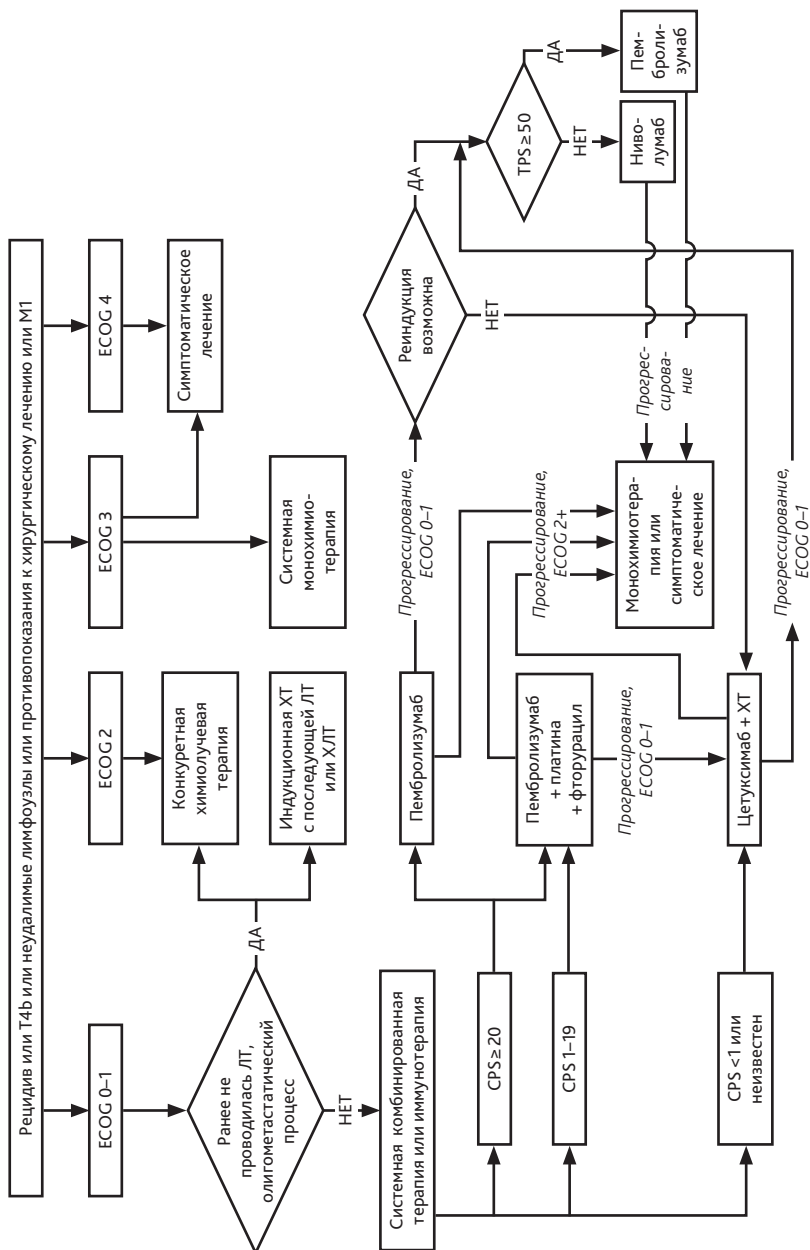 Рецидив или T4b или неудалимые лимфоузлы или противопоказания к хирургическому лечению или М1
ECOG 0–1
ECOG 2
ECOG 3
ECOG 4
Ранее не
проводилась ЛТ,
олигометастатический
процесс
ДА
НЕТ
Конкуретная
химиолучевая
терапия
Индукционная ХТ
с последующей ЛТ
или ХЛТ
Системная
монохимио-
терапия
Симптоматическое
лечение
Системная комбинированная
терапия или иммунотерапия
CPS ≥ 20
CPS 1–19
CPS <1 или
неизвестен
Пембролизумаб
Пембролизумаб
+ платина
+ фторурацил
Прогрессирование,
ECOG 0–1
Цетуксимаб + ХТ
Прогрессирование,
ECOG 0–1
Прогрессирование,
ECOG 2+
Монохимиотера-
пия или
симптоматиче-
ское лечение
Прогрессирование,
ECOG 0–1
Реиндукция
возможна
ДА
НЕТ
TPS ≥ 50
ДА
НЕТ
Ниво-
лумаб
Пем-
броли-
зумаб
Прогрес-
сирова-
ние